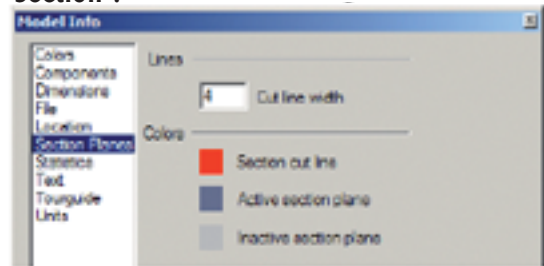 section .
Model Info
Colors
Components
Dimensions
File
Location
Section Planes
Statistics
Text
Tourguide
Units
Lines
4 Cut line width
Colors
Section cut line
Active section plane
Inactive section plane